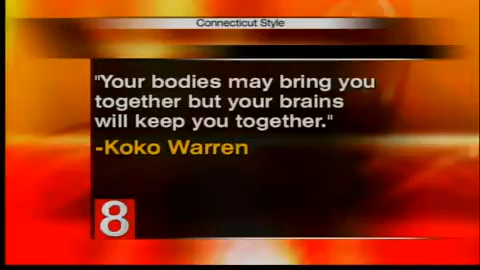 Connecticut Style
"Your bodies may bring you
together but your brains
will keep you together."
-Koko Warren
8